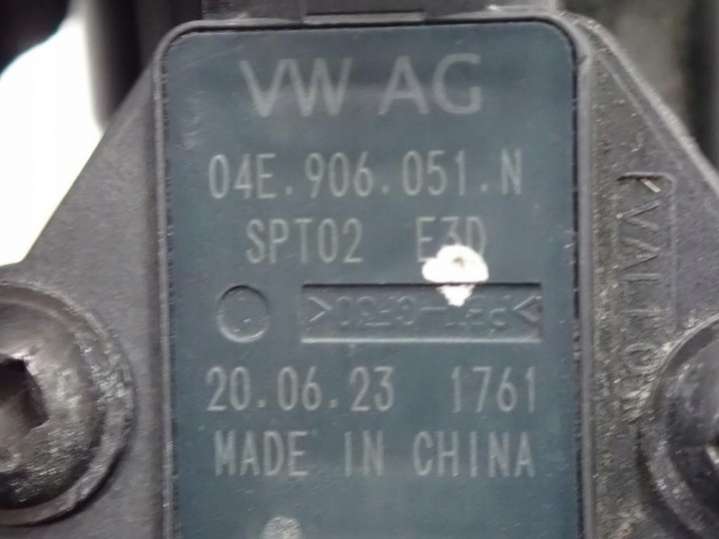 VW AG
04E.906.051.N
SPT02 E3D
20.06.23 1761
MADE IN CHINA